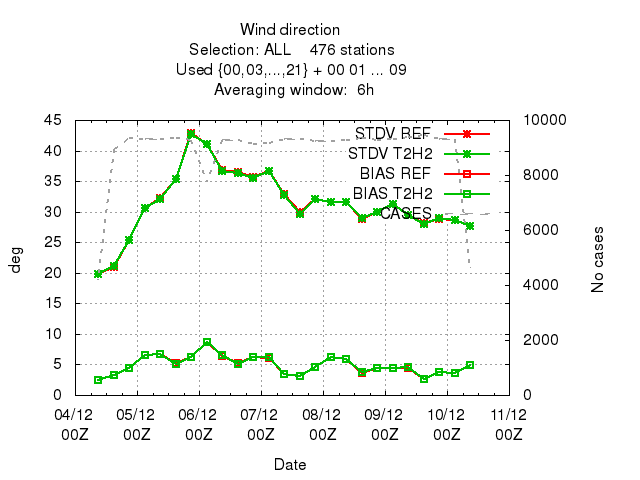 Wind direction
Selection: ALL 476 stations
Used {00,03,...,21} + 00 01 ... 09
Averaging window: 6h
45 10000
40
35 8000
30
25 6000
20 4000
15
10 2000
5
0 0
STDV REF
STDV T2H2
BIAS REF
BIAS T2H2
CASES
deg
No cases
04/12 05/12 06/12 07/12 08/12 09/12 10/12 11/12
00Z 00Z 00Z 00Z 00Z 00Z 00Z 00Z
Date